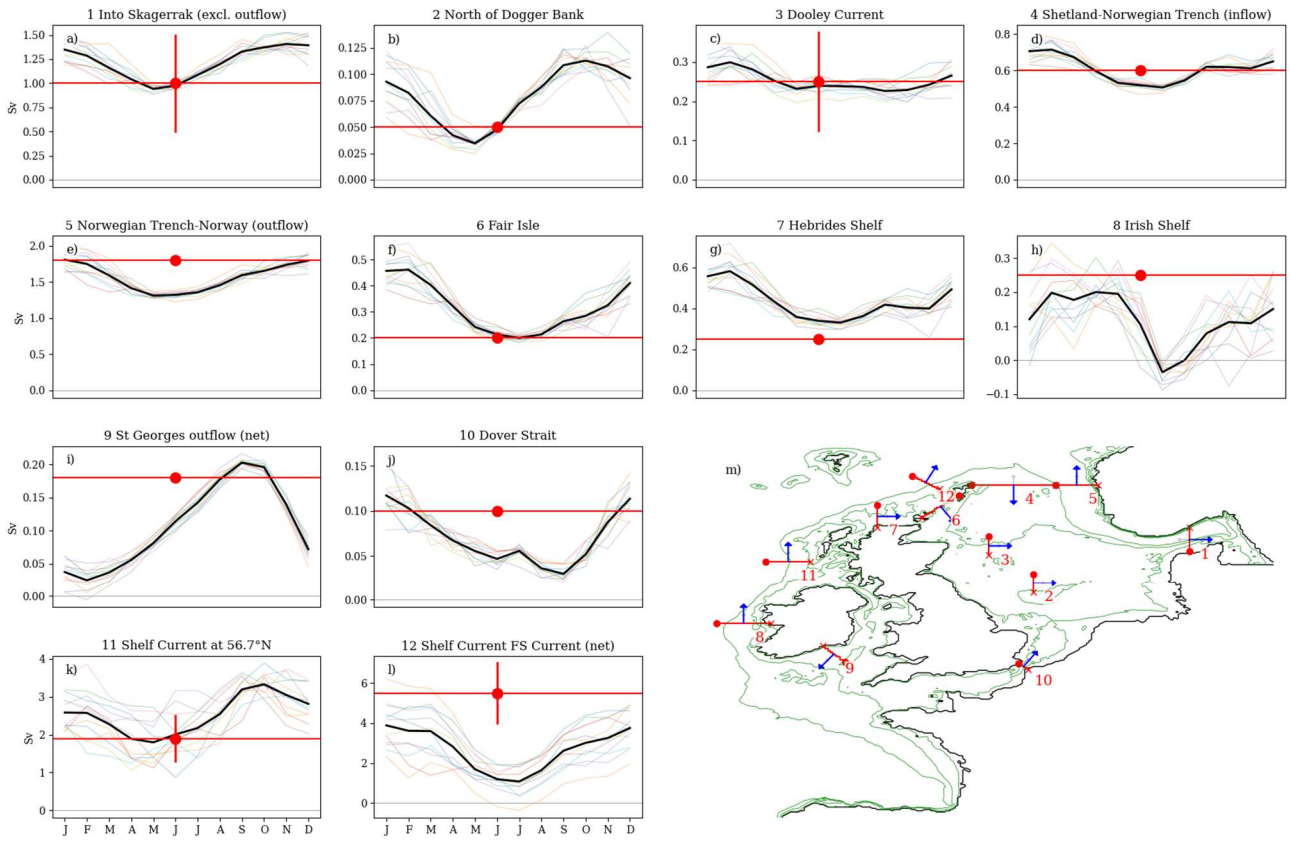 1 Into Skagerrak (excl. outflow)
2 North of Dogger Bank
3 Dooley Current
4 Shetland-Norwegian Trench (inflow)
a)
b)
c)
d)
Sv
1.50
1.25
1.00
0.75
0.50
0.25
0.00
0.125
0.100
0.075
0.050
0.025
0.000
0.3
0.2
0.1
0.0
0.8
0.6
0.4
0.2
0.0
5 Norwegian Trench-Norway (outflow)
6 Fair Isle
7 Hebrides Shelf
8 Irish Shelf
e)
f)
g)
h)
Sv
2.0
1.5
1.0
0.5
0.0
0.5
0.4
0.3
0.2
0.1
0.0
0.6
0.4
0.2
0.0
0.3
0.2
0.1
0.0
−0.1
9 St Georges outflow (net)
10 Dover Strait
i)
j)
m)
Sv
0.20
0.15
0.10
0.05
0.00
0.15
0.10
0.05
0.00
11 Shelf Current at 56.7°N
12 Shelf Current FS Current (net)
k)
l)
Sv
4
3
2
1
0
6
4
2
0
J F M A M J J A S O N D
J F M A M J J A S O N D
12
4
5
6
7
1
3
11
2
8
9
10